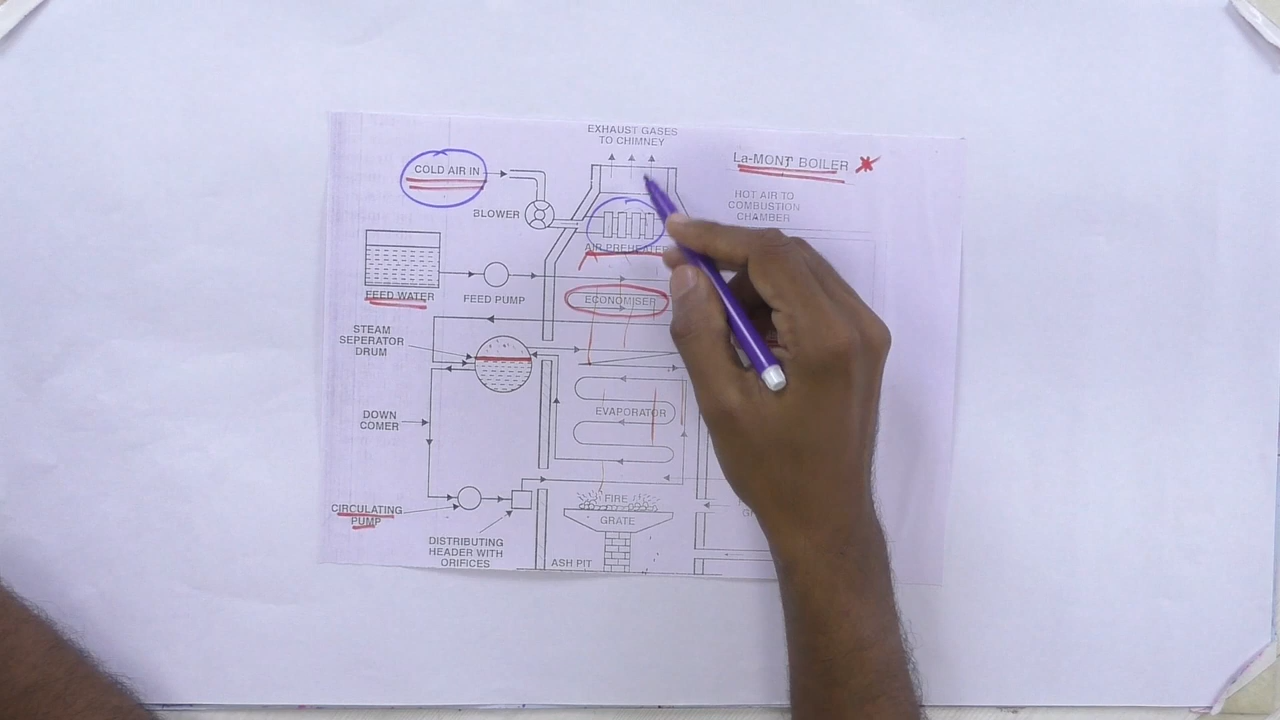 EXHAUST GASES
TO CHIMNEY
La-MONT BOILER
COLD AIR IN
HOT AIR TO
COMBUSTION
CHAMBER
BLOWER
AIR PREHEATER
FEED WATER
FEED PUMP
ECONOMISER
STEAM
SEPERATOR
DRUM
EVAPORATOR
DOWN
COMER
FIRE
GRATE
CIRCULATING
PUMP
DISTRIBUTING
HEADER WITH
ORIFICES
ASH PIT